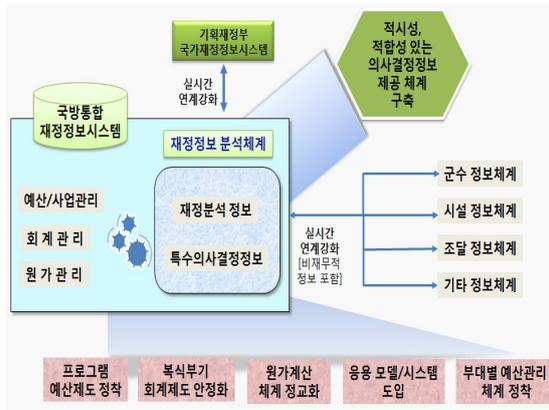 기획재정부
국가재정정보시스템
적시성,
적합성 있는
의사결정정보
제공 체계
구축
실시간
연계강화
국방통합
재정정보시스템
재정정보 분석체계
예산/사업관리
회계관리
원가관리
재정분석 정보
특수의사결정정보
실시간
연계강화
[비재무적
정보 포함]
군수 정보체계
시설 정보체계
조달 정보체계
기타 정보체계
프로그램
예산제도 정착
복식부기
회계제도 안정화
원가계산
체계 정교화
응용 모델/시스템
도입
부대별 예산관리
체계 정착